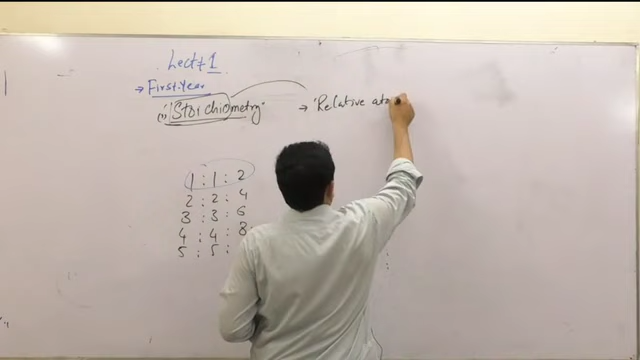 Lect # 1
→ First-Year
(1) "Stoichiometry"
→ "Relative ato
1 : 1 : 2
2 : 2 : 4
3 : 3 : 6
4 : 4 : 8
5 : 5 :